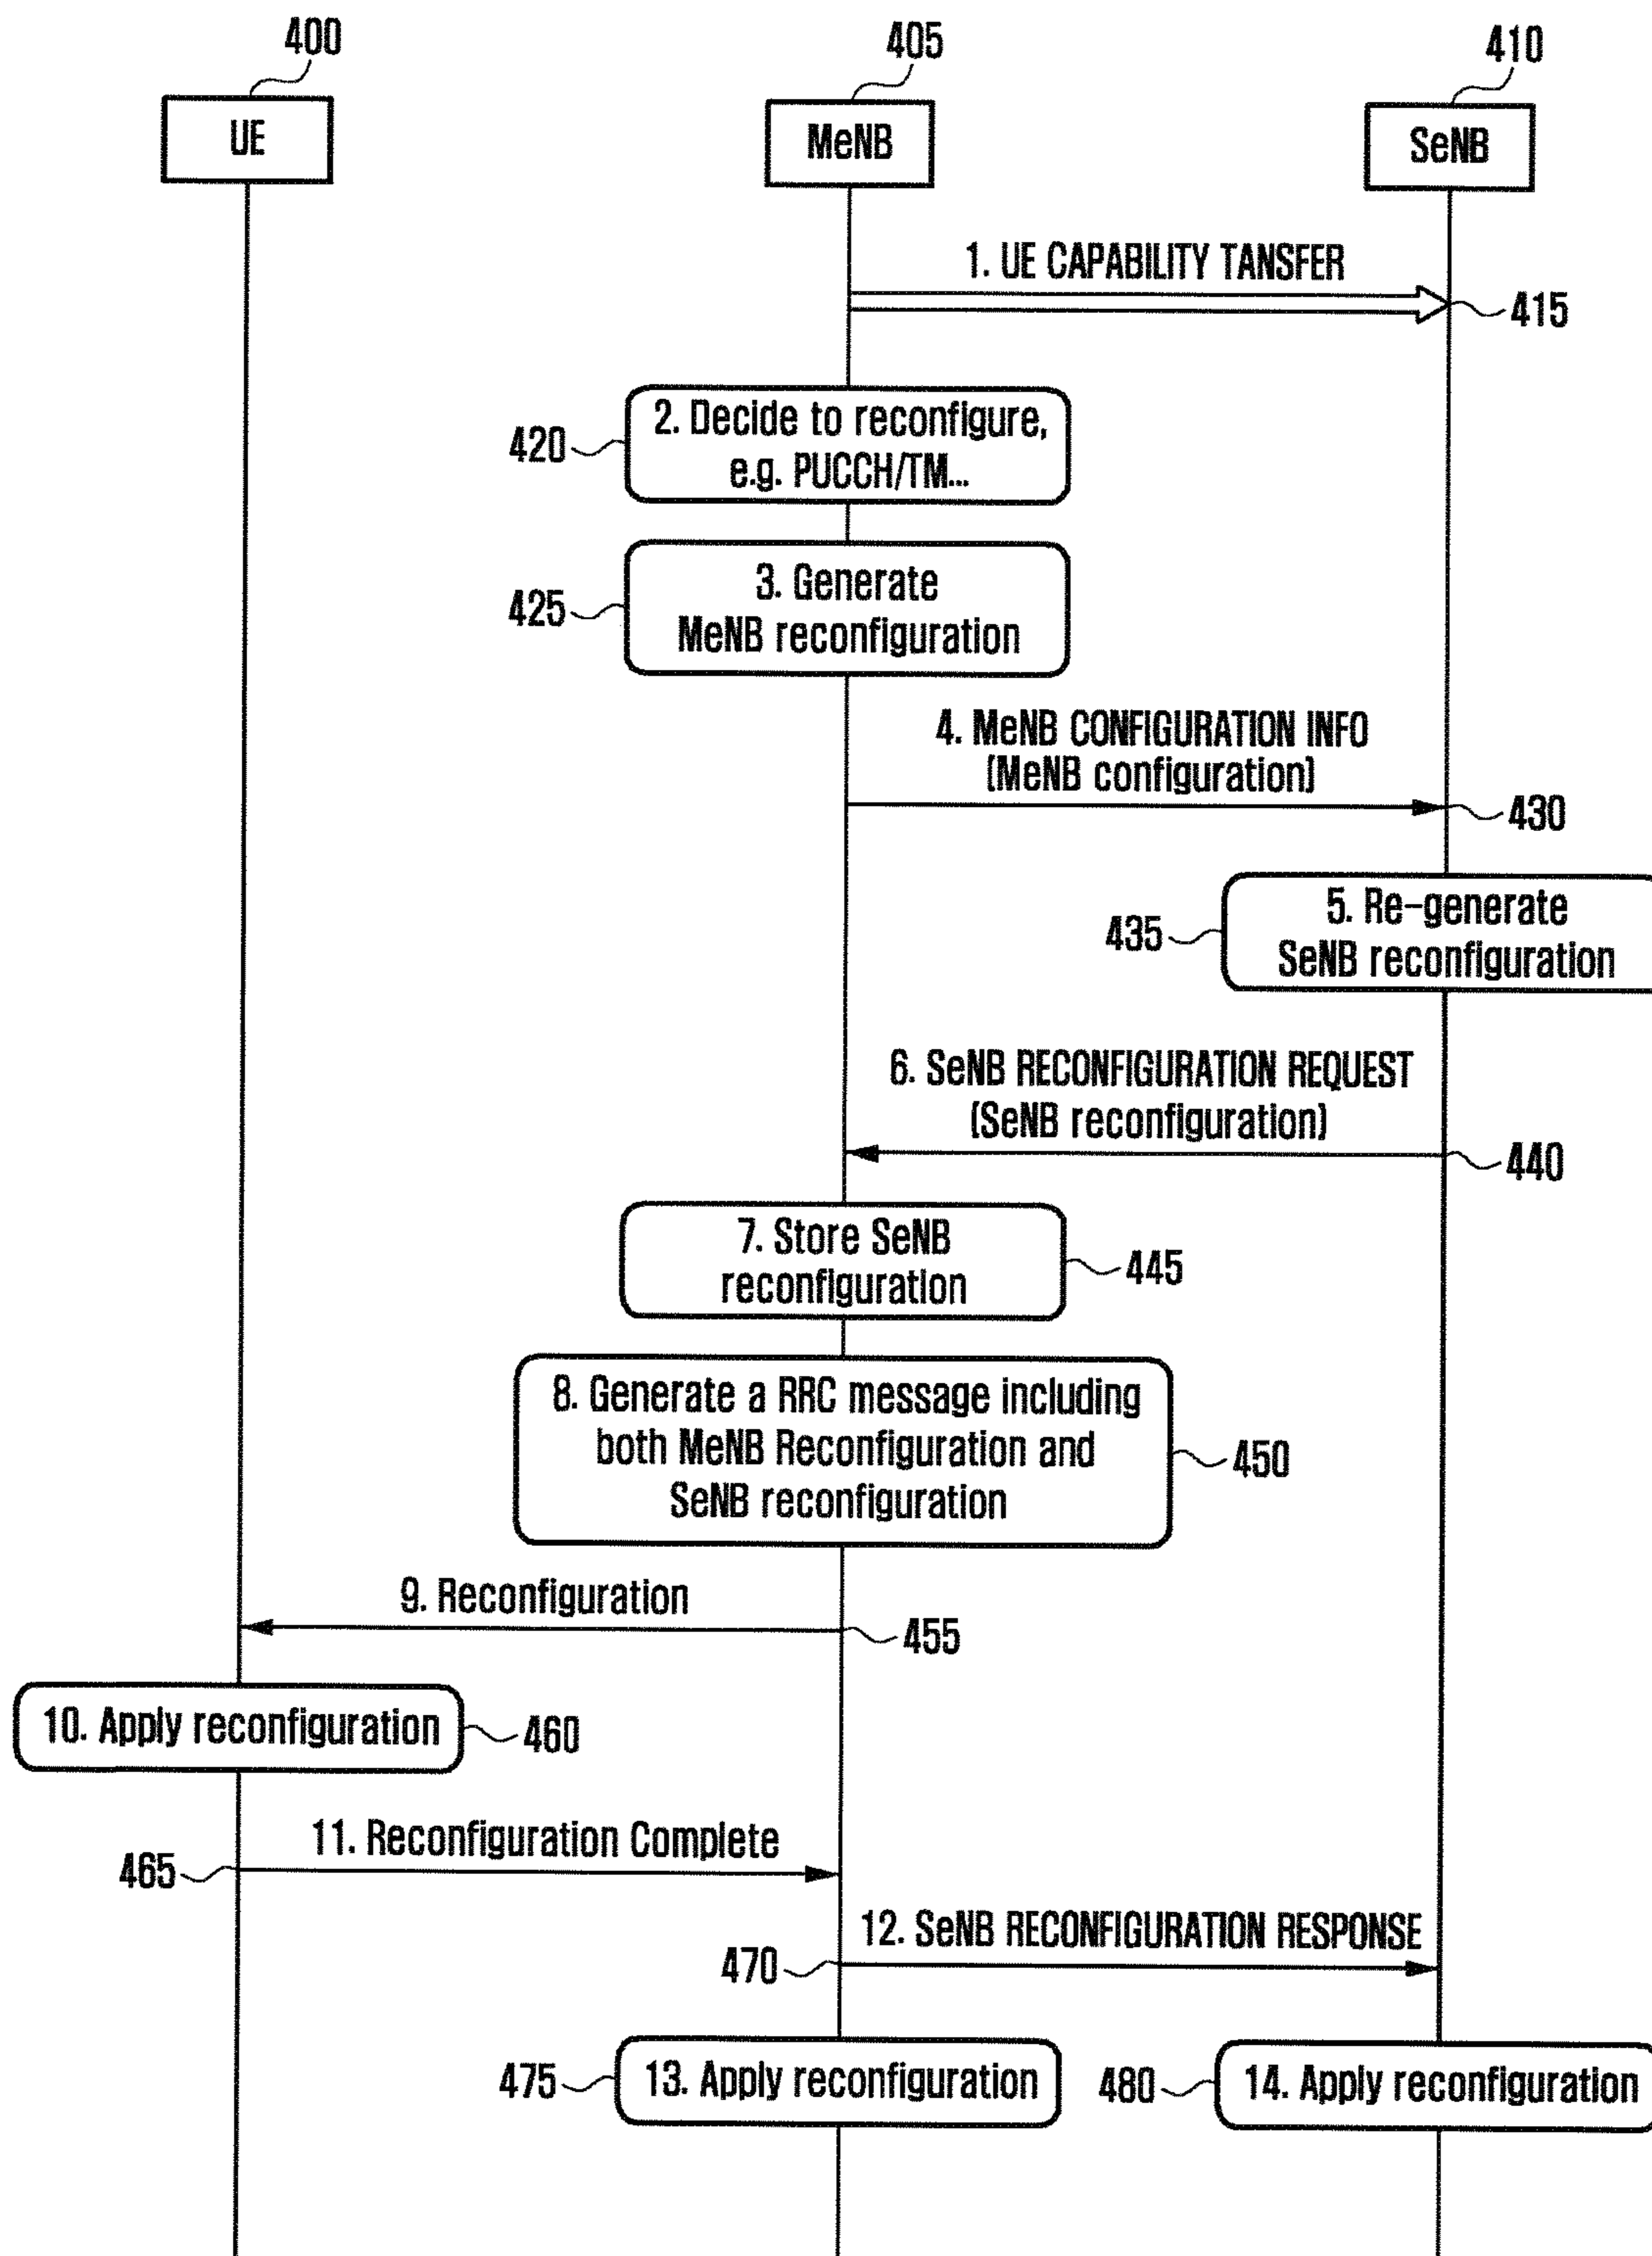 400
405
410
UE
MeNB
SeNB
1. UE CAPABILITY TANSFER
415
2. Decide to reconfigure,
e.g. PUCCH/TM...
420
3. Generate
MeNB reconfiguration
425
4. MeNB CONFIGURATION INFO
(MeNB configuration)
430
5. Re-generate
SeNB reconfiguration
435
6. SeNB RECONFIGURATION REQUEST
(SeNB reconfiguration)
440
7. Store SeNB
reconfiguration
445
8. Generate a RRC message including
both MeNB Reconfiguration and
SeNB reconfiguration
450
9. Reconfiguration
455
10. Apply reconfiguration
460
11. Reconfiguration Complete
465
12. SeNB RECONFIGURATION RESPONSE
470
475
13. Apply reconfiguration
480
14. Apply reconfiguration